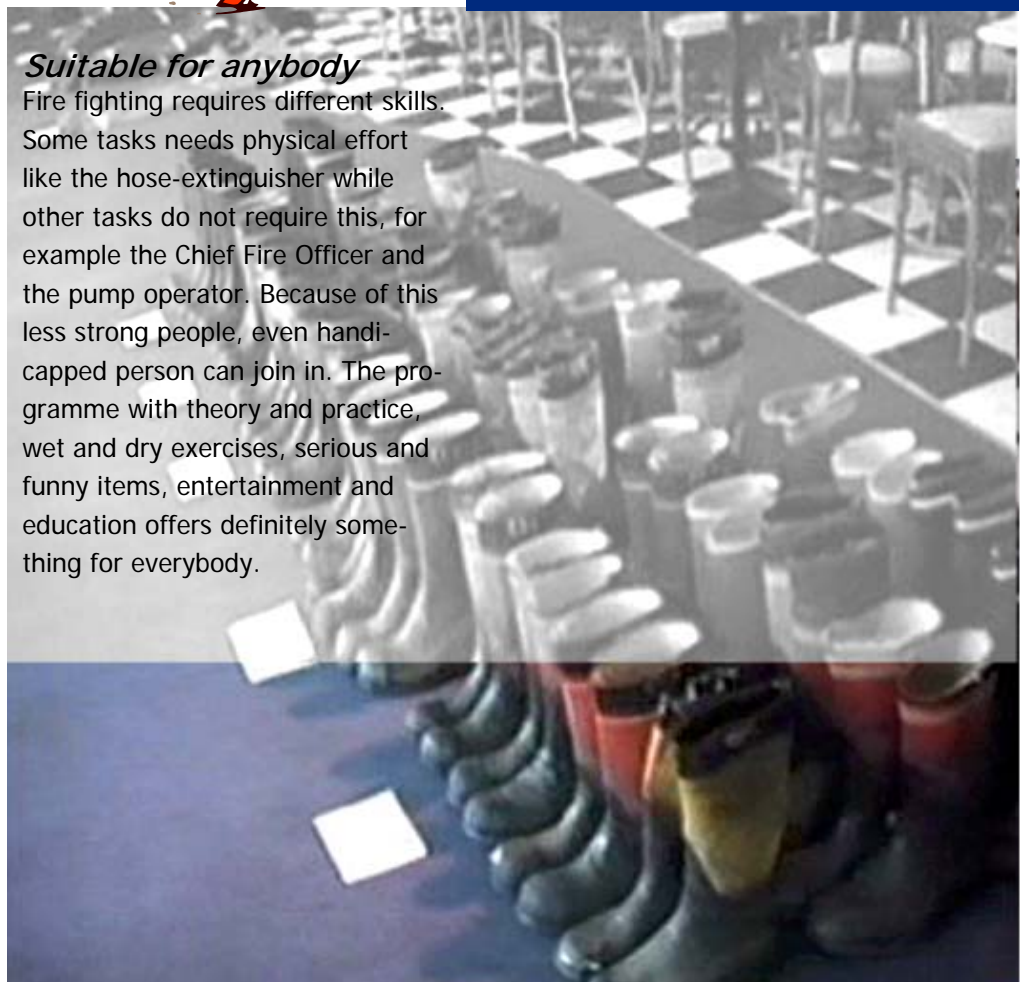 Suitable for anybody
Fire fighting requires different skills.
Some tasks needs physical effort
like the hose-extinguisher while
other tasks do not require this, for
example the Chief Fire Officer and
the pump operator. Because of this
less strong people, even handi-
capped person can join in. The pro-
gramme with theory and practice,
wet and dry exercises, serious and
funny items, entertainment and
education offers definitely some-
thing for everybody.